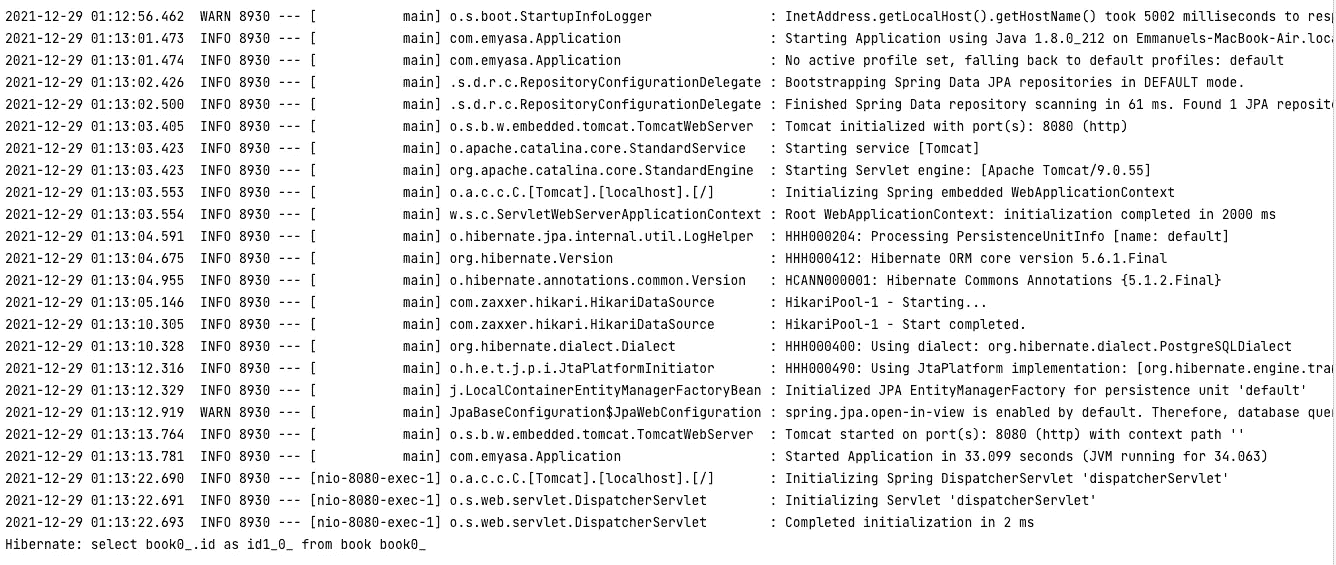 2021-12-29 01:12:56.462  WARN 8930 --- [           main] o.s.boot.StartupInfoLogger               : InetAddress.getLocalHost().getHostName() took 5002 milliseconds to
2021-12-29 01:13:01.473  INFO 8930 --- [           main] com.emyasa.Application                   : Starting Application using Java 1.8.0_212 on
2021-12-29 01:13:01.474  INFO 8930 --- [           main] com.emyasa.Application                   : No active profile set, falling back to default profiles: default
2021-12-29 01:13:02.426  INFO 8930 --- [           main] .s.d.r.c.RepositoryConfigurationDelegate : Bootstrapping Spring Data JPA repositories in DEFAULT mode.
2021-12-29 01:13:02.500  INFO 8930 --- [           main] .s.d.r.c.RepositoryConfigurationDelegate : Finished Spring Data repository scanning in 61 ms. Found 1 JPA
2021-12-29 01:13:03.405  INFO 8930 --- [           main] o.s.b.w.embedded.tomcat.TomcatWebServer  : Tomcat initialized with port(s): 8080 (http)
2021-12-29 01:13:03.423  INFO 8930 --- [           main] o.apache.catalina.core.StandardService   : Starting service [Tomcat]
2021-12-29 01:13:03.423  INFO 8930 --- [           main] org.apache.catalina.core.StandardEngine  : Starting Servlet engine: [Apache Tomcat/9.0.55]
2021-12-29 01:13:03.553  INFO 8930 --- [           main] o.a.c.c.C.[Tomcat].[localhost].[/]       : Initializing Spring embedded WebApplicationContext
2021-12-29 01:13:03.554  INFO 8930 --- [           main] w.s.c.ServletWebServerApplicationContext : Root WebApplicationContext: initialization completed in 2000 ms
2021-12-29 01:13:04.591  INFO 8930 --- [           main] o.hibernate.jpa.internal.util.LogHelper  : HHH000204: Processing PersistenceUnitInfo [name: default]
2021-12-29 01:13:04.675  INFO 8930 --- [           main] org.hibernate.Version                    : HHH000412: Hibernate ORM core version 5.6.1.Final
2021-12-29 01:13:04.955  INFO 8930 --- [           main] o.hibernate.annotations.common.Version   : HCANN000001: Hibernate Commons Annotations {5.1.2.Final}
2021-12-29 01:13:05.146  INFO 8930 --- [           main] com.zaxxer.hikari.HikariDataSource       : HikariPool-1 - Starting...
2021-12-29 01:13:10.305  INFO 8930 --- [           main] com.zaxxer.hikari.HikariDataSource       : HikariPool-1 - Start completed.
2021-12-29 01:13:10.328  INFO 8930 --- [           main] org.hibernate.dialect.Dialect            : HHH000400: Using dialect: org.hibernate.dialect.PostgreSQLDialect
2021-12-29 01:13:12.316  INFO 8930 --- [           main] o.h.e.t.j.p.i.JtaPlatformInitiator       : HHH000490: Using JtaPlatform implementation:
2021-12-29 01:13:12.329  INFO 8930 --- [           main] j.LocalContainerEntityManagerFactoryBean : Initialized JPA EntityManagerFactory for persistence unit 'default'
2021-12-29 01:13:12.919  WARN 8930 --- [           main] JpaBaseConfiguration$JpaWebConfiguration : spring.jpa.open-in-view is enabled by default. Therefore, database
2021-12-29 01:13:13.764  INFO 8930 --- [           main] o.s.b.w.embedded.tomcat.TomcatWebServer  : Tomcat started on port(s): 8080 (http) with context path ''
2021-12-29 01:13:13.781  INFO 8930 --- [           main] com.emyasa.Application                   : Started Application in 33.099 seconds (JVM running for 34.063)
2021-12-29 01:13:22.690  INFO 8930 --- [nio-8080-exec-1] o.a.c.c.C.[Tomcat].[localhost].[/]       : Initializing Spring DispatcherServlet 'dispatcherServlet'
2021-12-29 01:13:22.691  INFO 8930 --- [nio-8080-exec-1] o.s.web.servlet.DispatcherServlet        : Initializing Servlet 'dispatcherServlet'
2021-12-29 01:13:22.693  INFO 8930 --- [nio-8080-exec-1] o.s.web.servlet.DispatcherServlet        : Completed initialization in 2 ms
Hibernate: select book0_.id as id1_0_ from book book0_